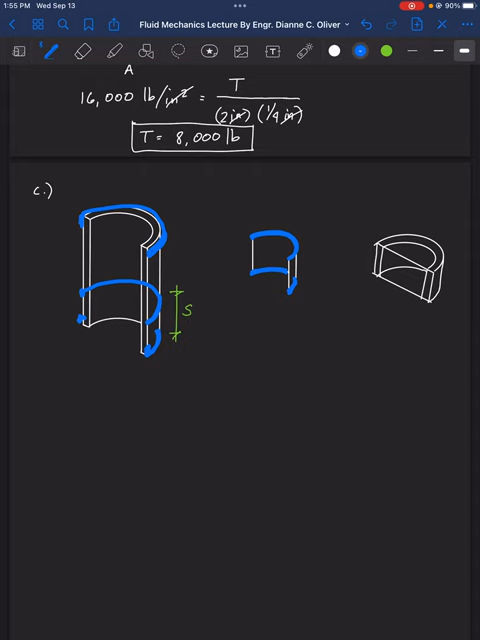 1:55 PM Wed Sep 13
90%
Fluid Mechanics Lecture By Engr. Dianne C. Oliver
A
16,000 lb/in² = T / (2 in) (1/4 in)
T = 8,000 lb
c.)
S